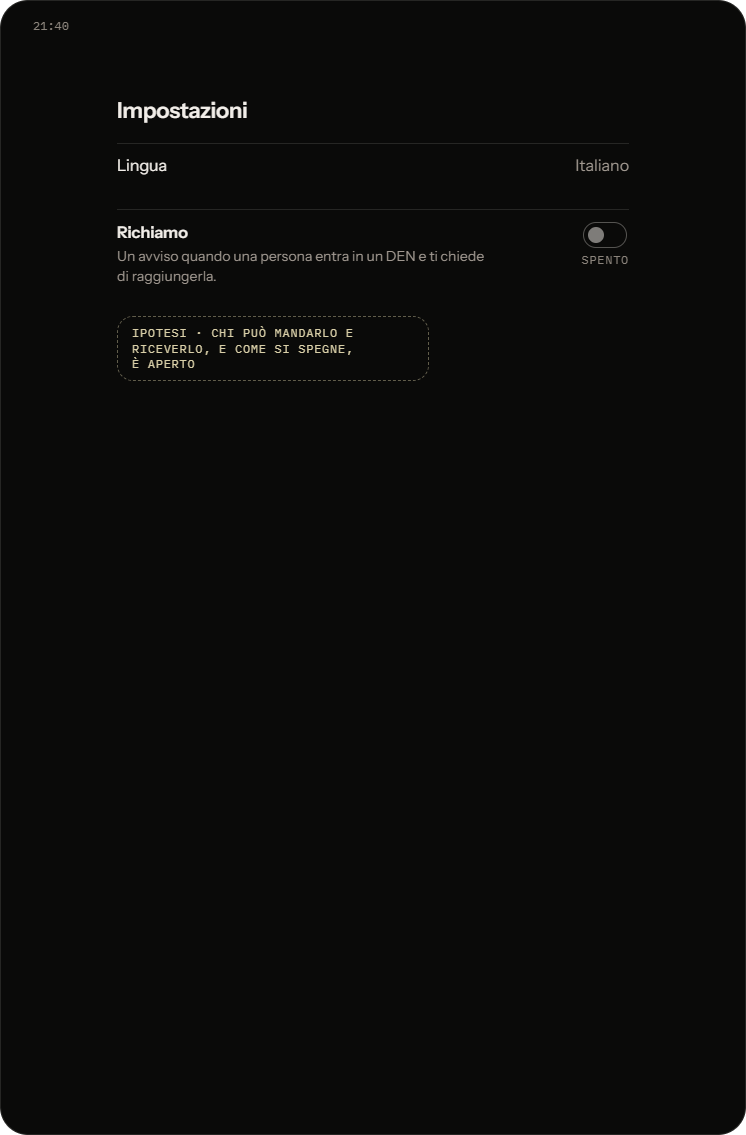 21:40
Impostazioni
Lingua
Italiano
Richiamo
Un avviso quando una persona entra in un DEN e ti chiede
di raggiungerla.
SPENTO
IPOTESI · CHI PUÒ MANDARLO E
RICEVERLO, E COME SI SPEGNE,
È APERTO